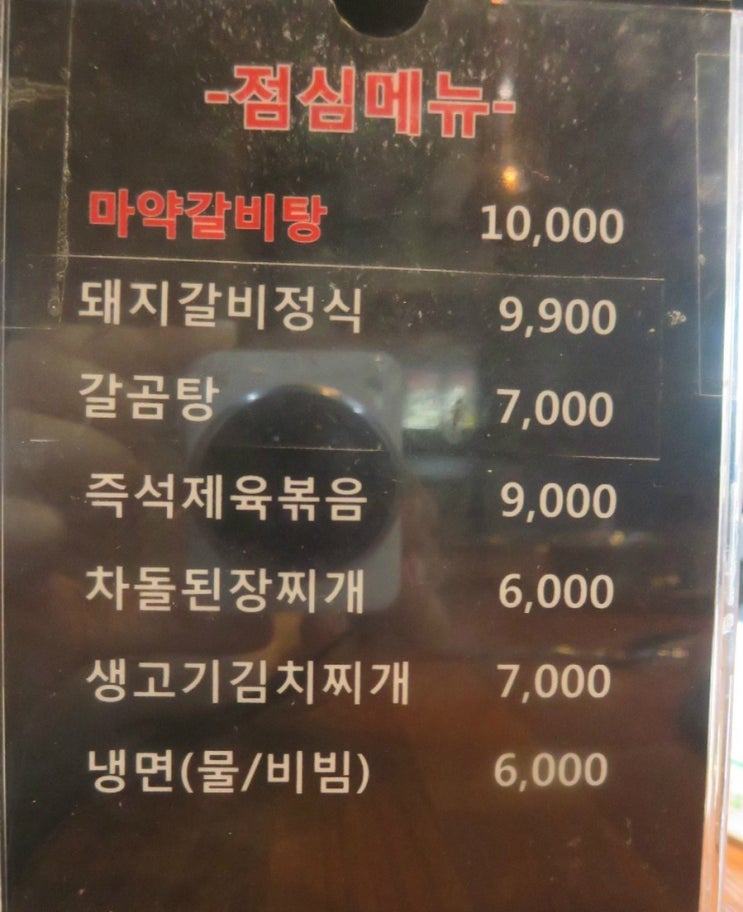 -점심메뉴-
마약갈비탕 10,000
돼지갈비정식 9,900
갈곰탕 7,000
즉석제육볶음 9,000
차돌된장찌개 6,000
생고기김치찌개 7,000
냉면(물/비빔) 6,000